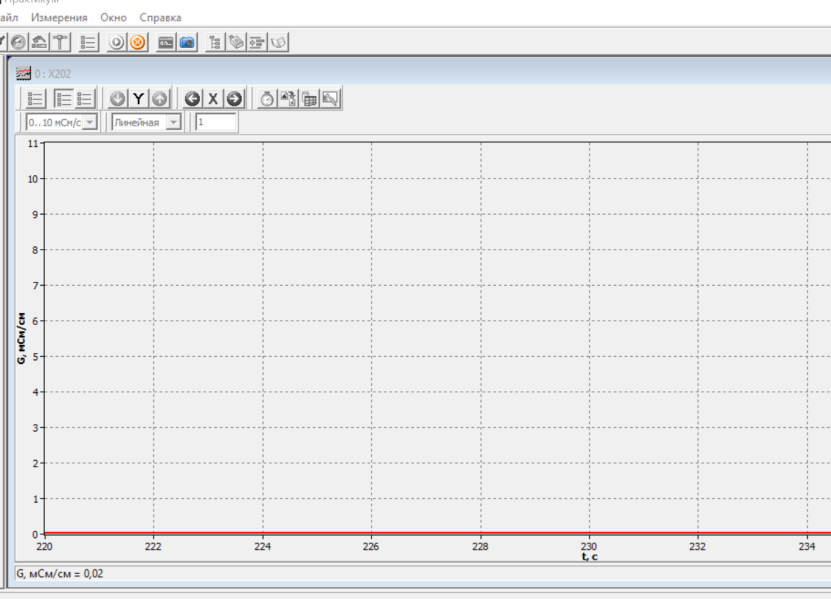 Практикум
айл Измерения Окно Справка
0 : X202
Y X
0..10 мСм/с Линейная 1
11
10
9
8
7
6
5
4
3
2
1
0
G, мСм/см
220 222 224 226 228 230 232 234
t, c
G, мСм/см = 0,02